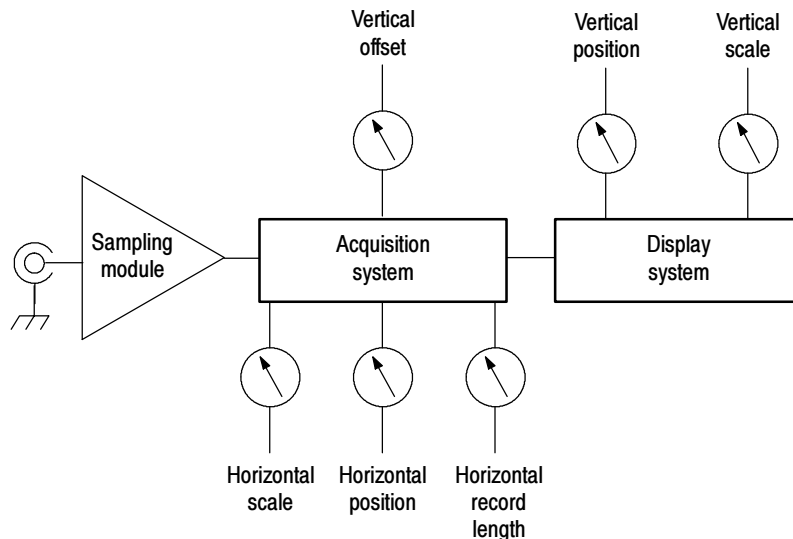 Vertical
offset
Vertical
position
Vertical
scale
Sampling
module
Acquisition
system
Display
system
Horizontal
scale
Horizontal
position
Horizontal
record
length